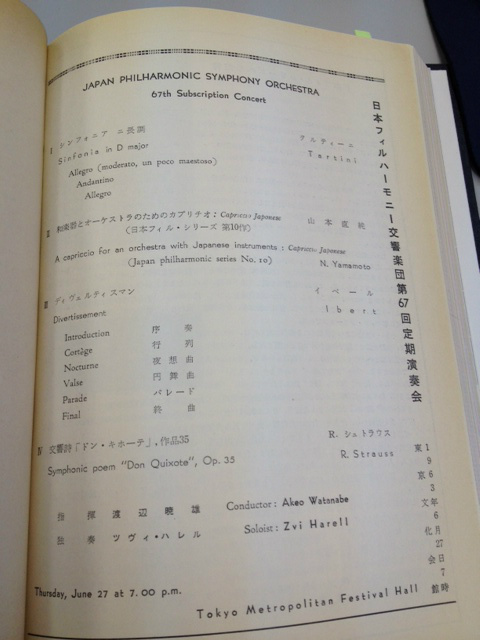 JAPAN PHILHARMONIC SYMPHONY ORCHESTRA
67th Subscription Concert
日本フィルハーモニー交響楽団第67回定期演奏会
1963年6月27日7時
東京文化会館
I シンフォニア ニ長調 タルティーニ
Sinfonia in D major Tartini
Allegro (moderato, un poco maestoso)
Andantino
Allegro
II 和楽器とオーケストラのためのカプリチオ：Capriccio Japonese 山本直純
（日本フィル・シリーズ 第10作）
A capriccio for an orchestra with Japanese instruments : Capriccio Japonese
(Japan philharmonic series No. 10) N. Yamamoto
III ディヴェルティスマン イベール
Divertissement Ibert
Introduction 序奏
Cortège 行列
Nocturne 夜想曲
Valse 円舞曲
Parade パレード
Final 終曲
IV 交響詩「ドン・キホーテ」，作品35 R. シュトラウス
Symphonic poem "Don Quixote", Op. 35 R. Strauss
指揮 渡辺暁雄 Conductor : Akeo Watanabe
独奏 ツヴィ・ハレル Soloist : Zvi Harell
Thursday, June 27 at 7. 00 p.m.
Tokyo Metropolitan Festival Hall